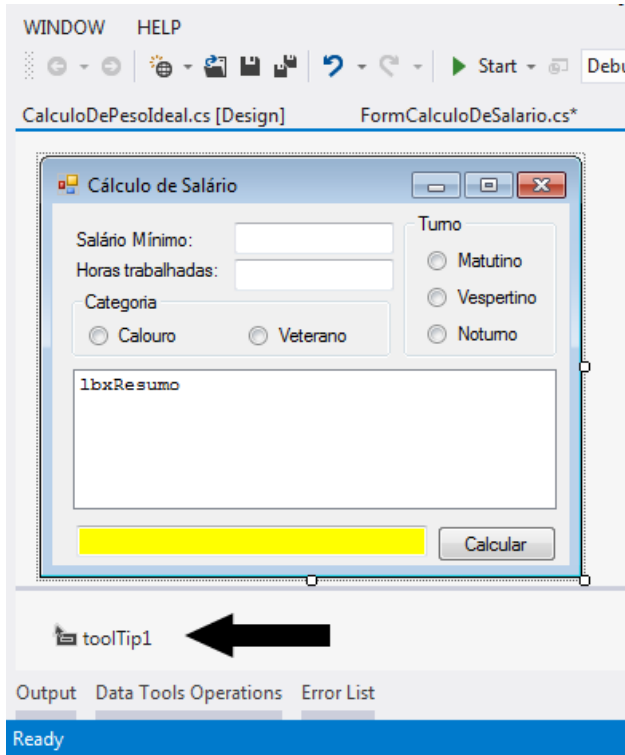 WINDOW HELP
Start Debu
CalculoDePesoIdeal.cs [Design] FormCalculoDeSalario.cs*
Cálculo de Salário
Salário Mínimo:
Horas trabalhadas:
Categoria
Calouro Veterano
Turno
Matutino
Vespertino
Noturno
lbxResumo
Calcular
toolTip1
Output Data Tools Operations Error List
Ready